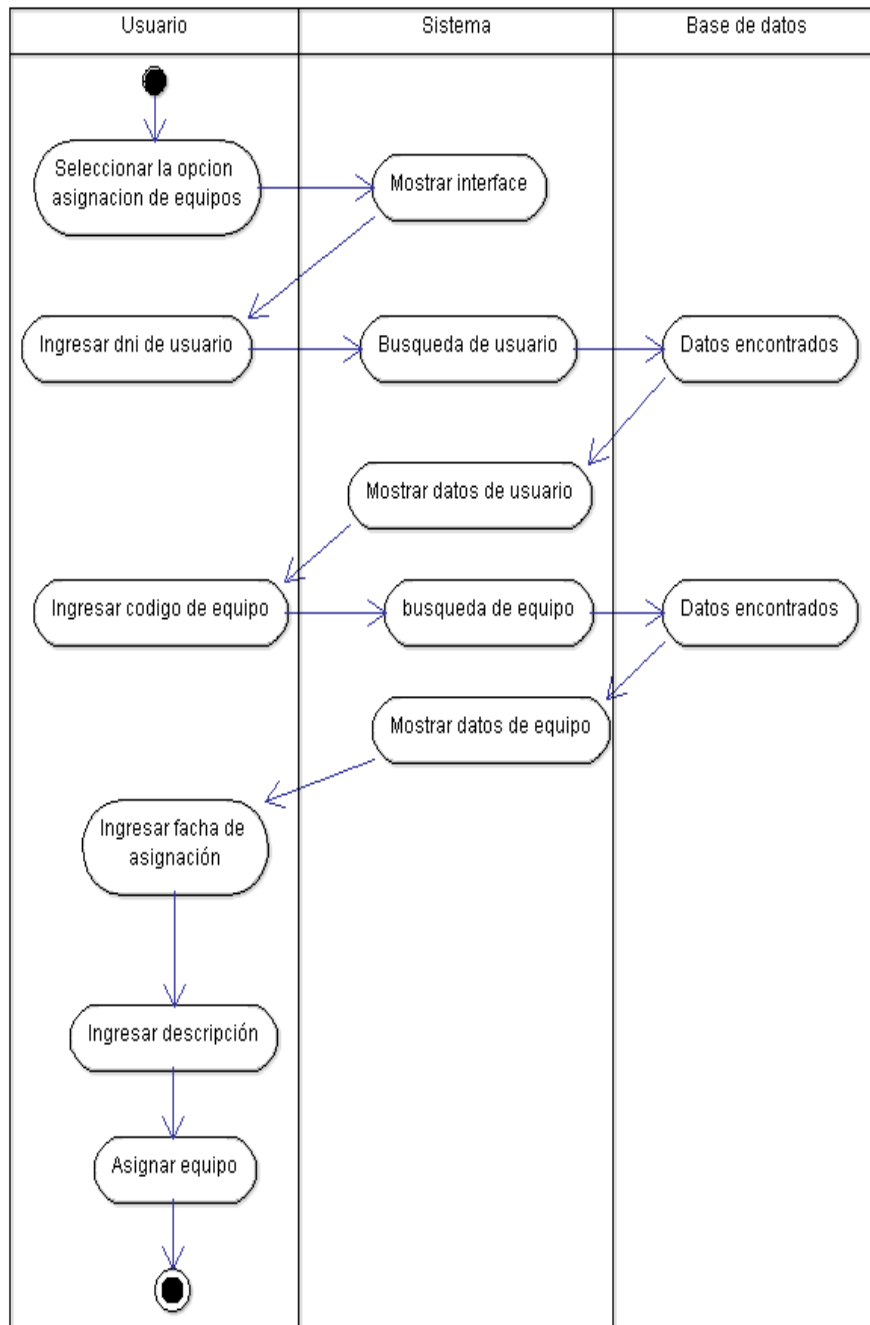 Usuario
Sistema
Base de datos
Seleccionar la opcion
asignacion de equipos
Mostrar interface
Ingresar dni de usuario
Busqueda de usuario
Datos encontrados
Mostrar datos de usuario
Ingresar codigo de equipo
busqueda de equipo
Datos encontrados
Mostrar datos de equipo
Ingresar facha de
asignación
Ingresar descripción
Asignar equipo